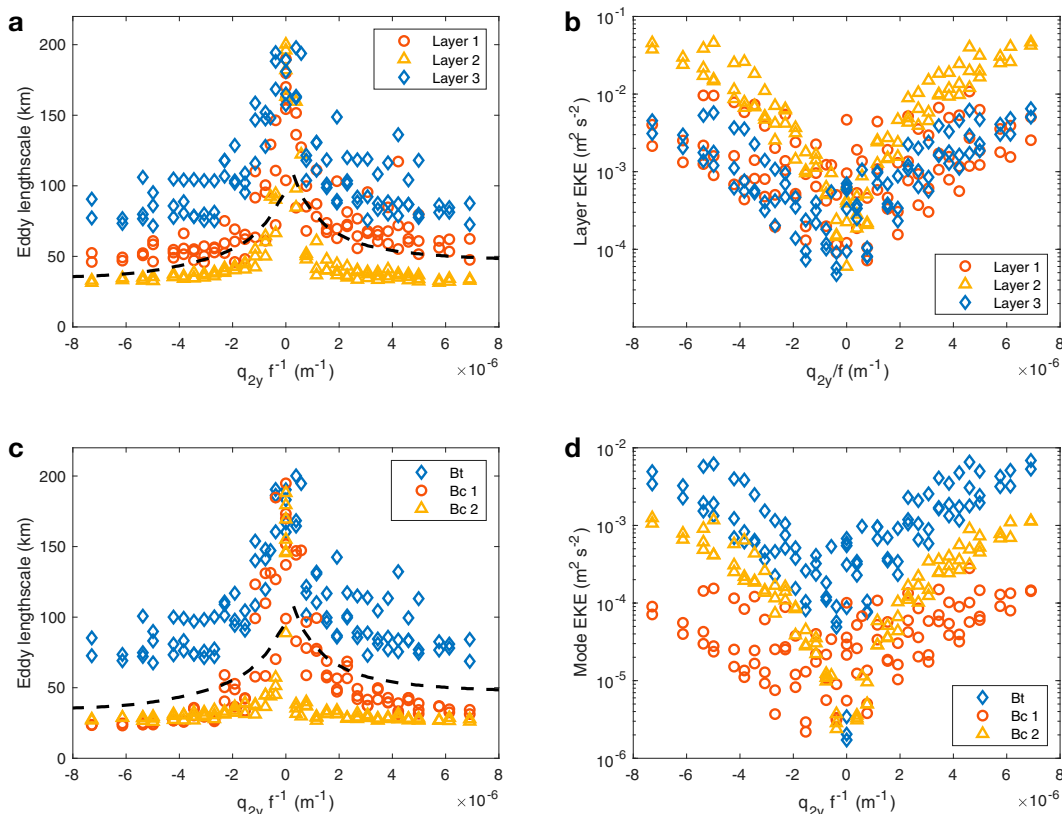 a
Eddy lengthscale (km)
200
150
100
50
0
-8 -6 -4 -2 0 2 4 6 8
q2y f-1 (m-1)
×10-6
Layer 1
Layer 2
Layer 3
b
Layer EKE (m2 s-2)
10-1
10-2
10-3
10-4
-8 -6 -4 -2 0 2 4 6 8
q2y/f (m-1)
×10-6
Layer 1
Layer 2
Layer 3
c
Eddy lengthscale (km)
200
150
100
50
0
-8 -6 -4 -2 0 2 4 6 8
q2y f-1 (m-1)
×10-6
Bt
Bc 1
Bc 2
d
Mode EKE (m2 s-2)
10-2
10-3
10-4
10-5
10-6
-8 -6 -4 -2 0 2 4 6 8
q2y f-1 (m-1)
×10-6
Bt
Bc 1
Bc 2